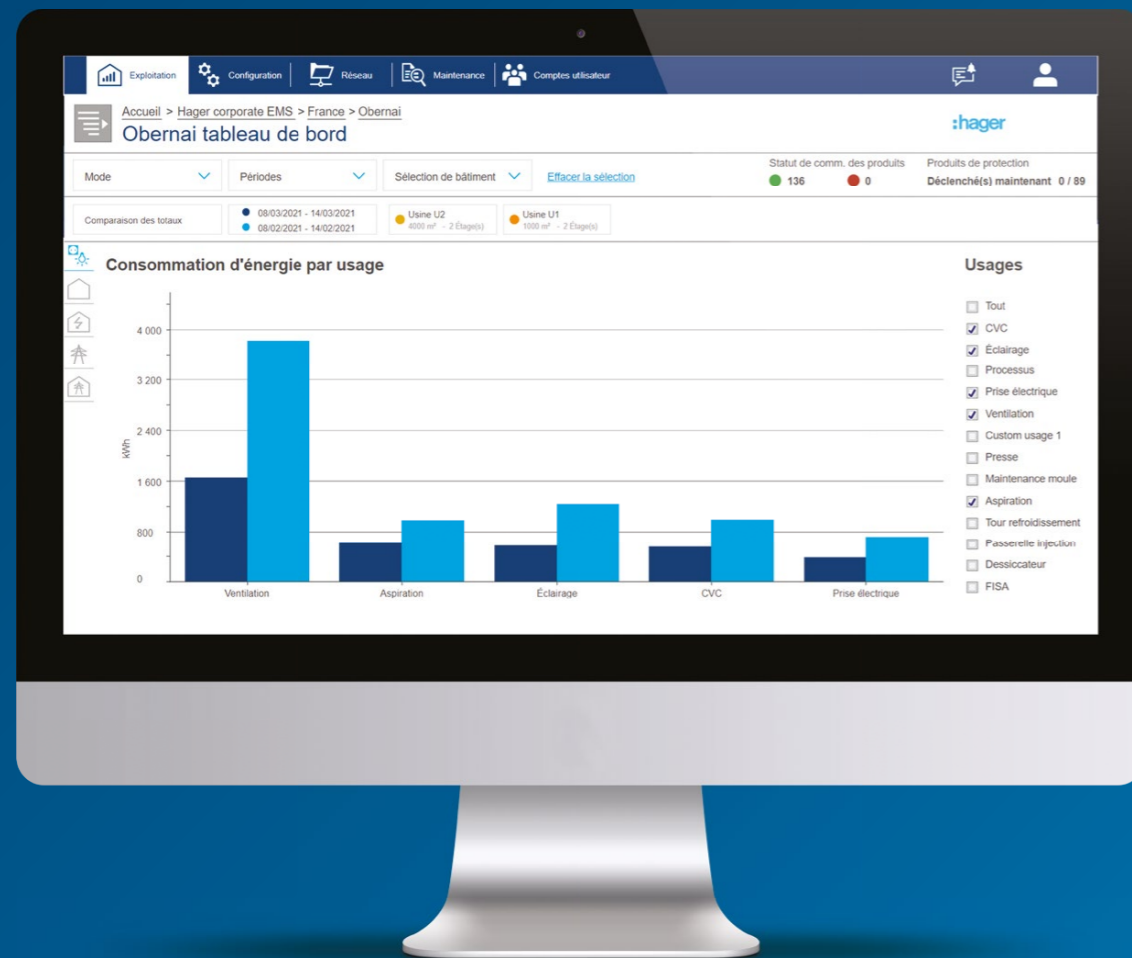 Exploitation
Configuration
Réseau
Maintenance
Comptes utilisateur
Accueil > Hager corporate EMS > France > Obernai
Obernai tableau de bord
:hager
Mode
Périodes
Sélection de bâtiment
Effacer la sélection
Statut de comm. des produits
136
0
Produits de protection
Déclenché(s) maintenant 0 / 89
Comparaison des totaux
08/03/2021 - 14/03/2021
08/02/2021 - 14/02/2021
Usine U2
4000 m² - 2 Étage(s)
Usine U1
1000 m² - 2 Étage(s)
Consommation d'énergie par usage
kWh
4 000
3 200
2 400
1 600
800
0
Ventilation
Aspiration
Éclairage
CVC
Prise électrique
Usages
Tout
CVC
Éclairage
Processus
Prise électrique
Ventilation
Custom usage 1
Presse
Maintenance moule
Aspiration
Tour refroidissement
Passerelle injection
Dessiccateur
FISA